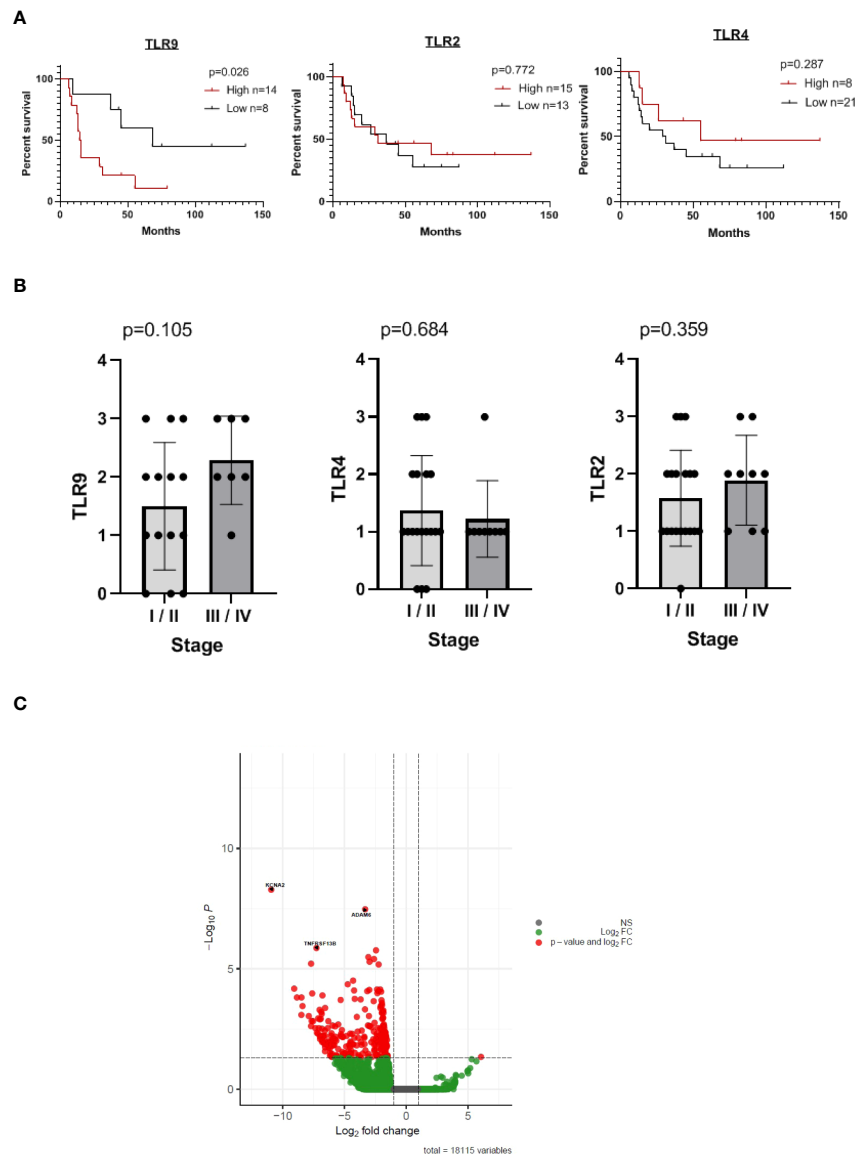 A
TLR9
p=0.026
High n=14
Low n=8
Percent survival
100
50
0
0 50 100 150
Months
TLR2
p=0.772
High n=15
Low n=13
Percent survival
100
50
0
0 50 100 150
Months
TLR4
p=0.287
High n=8
Low n=21
Percent survival
100
50
0
0 50 100 150
Months
B
p=0.105
TLR9
4
3
2
1
0
I / II III / IV
Stage
p=0.684
TLR4
4
3
2
1
0
I / II III / IV
Stage
p=0.359
TLR2
4
3
2
1
0
I / II III / IV
Stage
C
−Log10 P
10
5
0
KCNA2
ADAM6
TNFRSF13B
NS
Log2 FC
p − value and log2 FC
−10 −5 0 5
Log2 fold change
total = 18115 variables